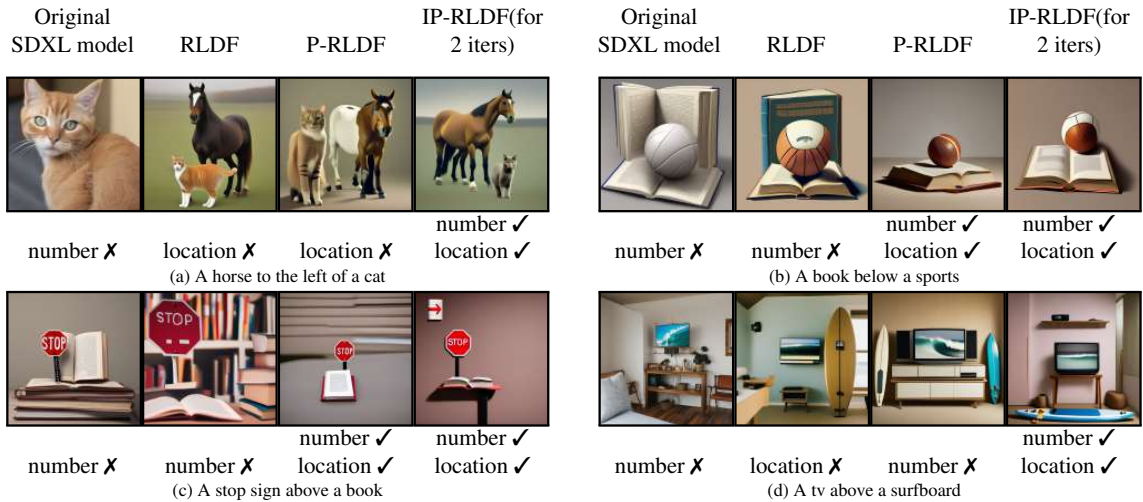 Original SDXL model
RLDF
P-RLDF
IP-RLDF(for 2 iters)
Original SDXL model
RLDF
P-RLDF
IP-RLDF(for 2 iters)
number ✗
location ✗
location ✗
number ✓
location ✓
(a) A horse to the left of a cat
number ✗
number ✗
number ✓
location ✓
number ✓
location ✓
(b) A book below a sports
STOP
STOP
STOP
STOP
number ✗
number ✗
number ✓
location ✓
number ✓
location ✓
(c) A stop sign above a book
number ✗
location ✗
number ✗
number ✓
location ✓
(d) A tv above a surfboard